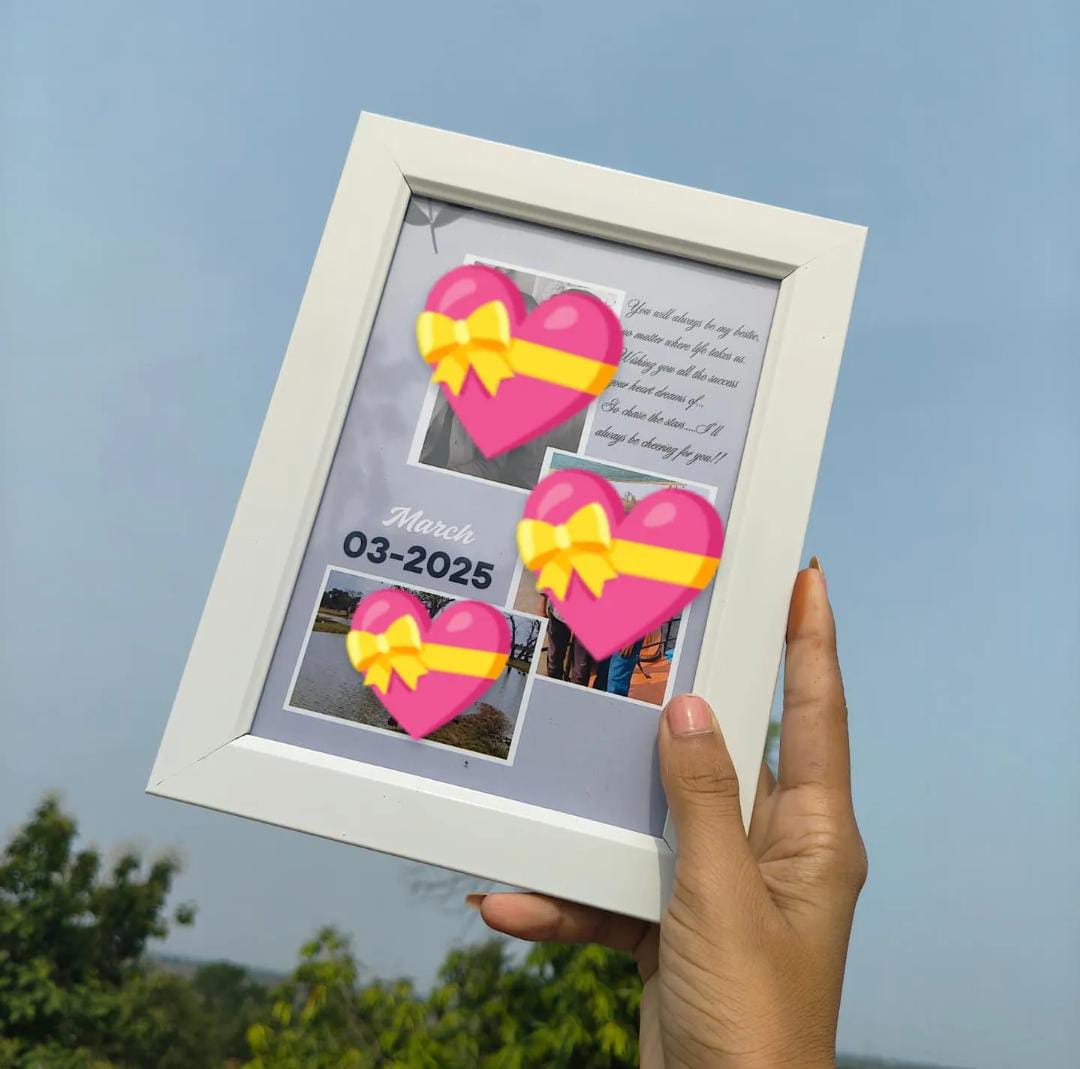 You will always be my bestie,
no matter where life takes us.
Wishing you all the success
your heart dreams of...
So chase the stars....I'll
always be cheering for you!!
March
03-2025